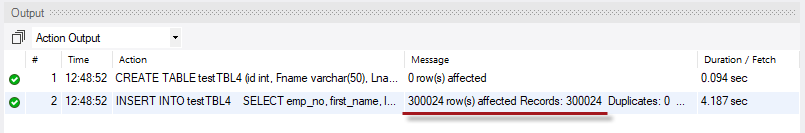 Output
Action Output
# Time Action Message Duration / Fetch
1 12:48:52 CREATE TABLE testTBL4 (id int, Fname varchar(50), Lna... 0 row(s) affected 0.094 sec
2 12:48:52 INSERT INTO testTBL4 SELECT emp_no, first_name, l... 300024 row(s) affected Records: 300024 Duplicates: 0 ... 4.187 sec